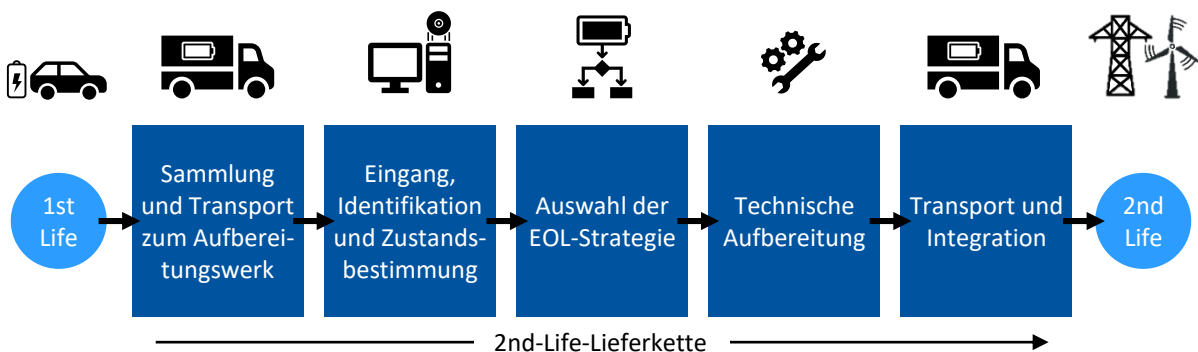 1st
Life
Sammlung
und Transport
zum Aufberei-
tungswerk
Eingang,
Identifikation
und Zustands-
bestimmung
Auswahl der
EOL-Strategie
Technische
Aufbereitung
Transport und
Integration
2nd
Life
2nd-Life-Lieferkette